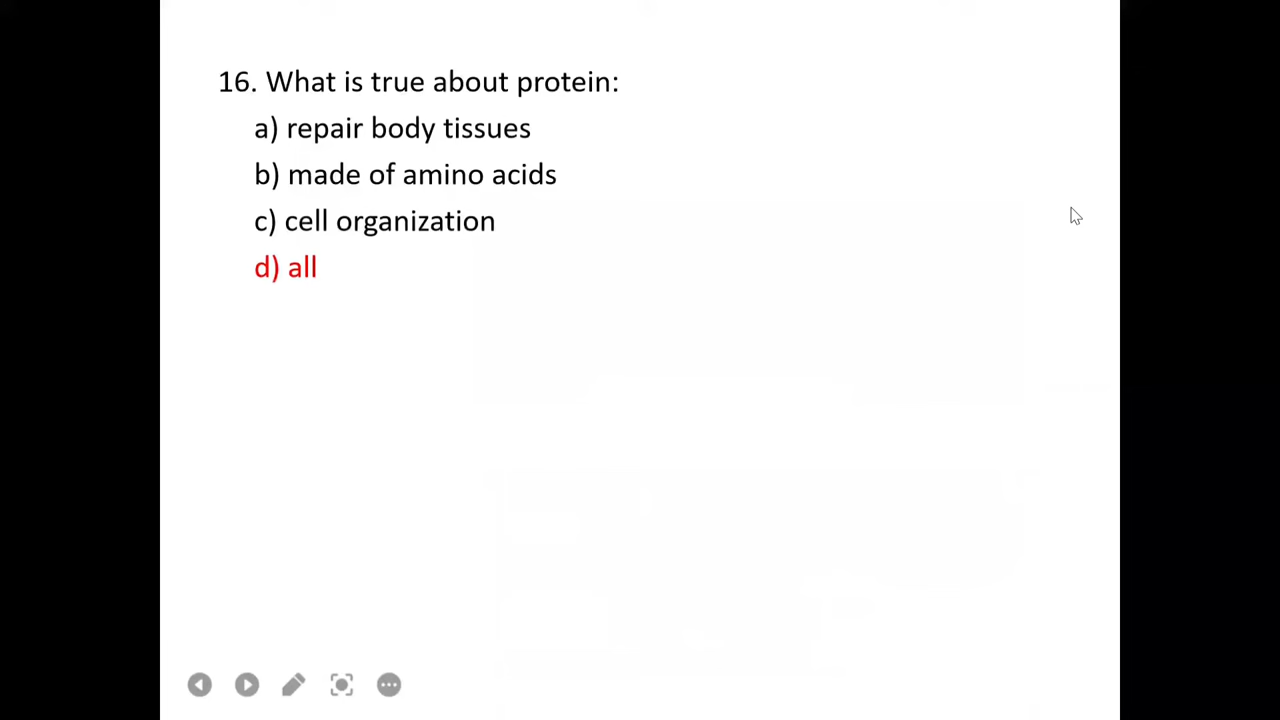 16. What is true about protein:
a) repair body tissues
b) made of amino acids
c) cell organization
d) all